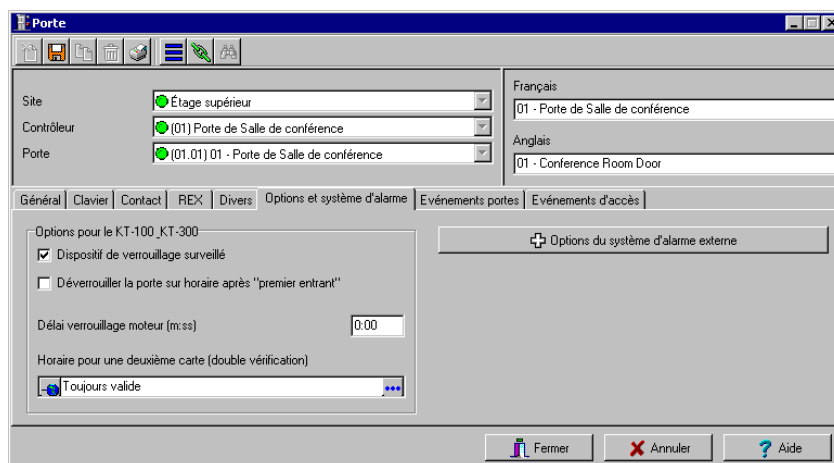 Porte
Site
Étage supérieur
Contrôleur
(01) Porte de Salle de conférence
Porte
(01.01) 01 - Porte de Salle de conférence
Français
01 - Porte de Salle de conférence
Anglais
01 - Conference Room Door
Général Clavier Contact REX Divers Options et système d'alarme Evénements portes Evénements d'accès
Options pour le KT-100 _KT-300
Dispositif de verrouillage surveillé
Déverrouiller la porte sur horaire après "premier entrant"
Délai verrouillage moteur (m:ss)
0:00
Horaire pour une deuxième carte (double vérification)
Toujours valide
Options du système d'alarme externe
Fermer Annuler Aide